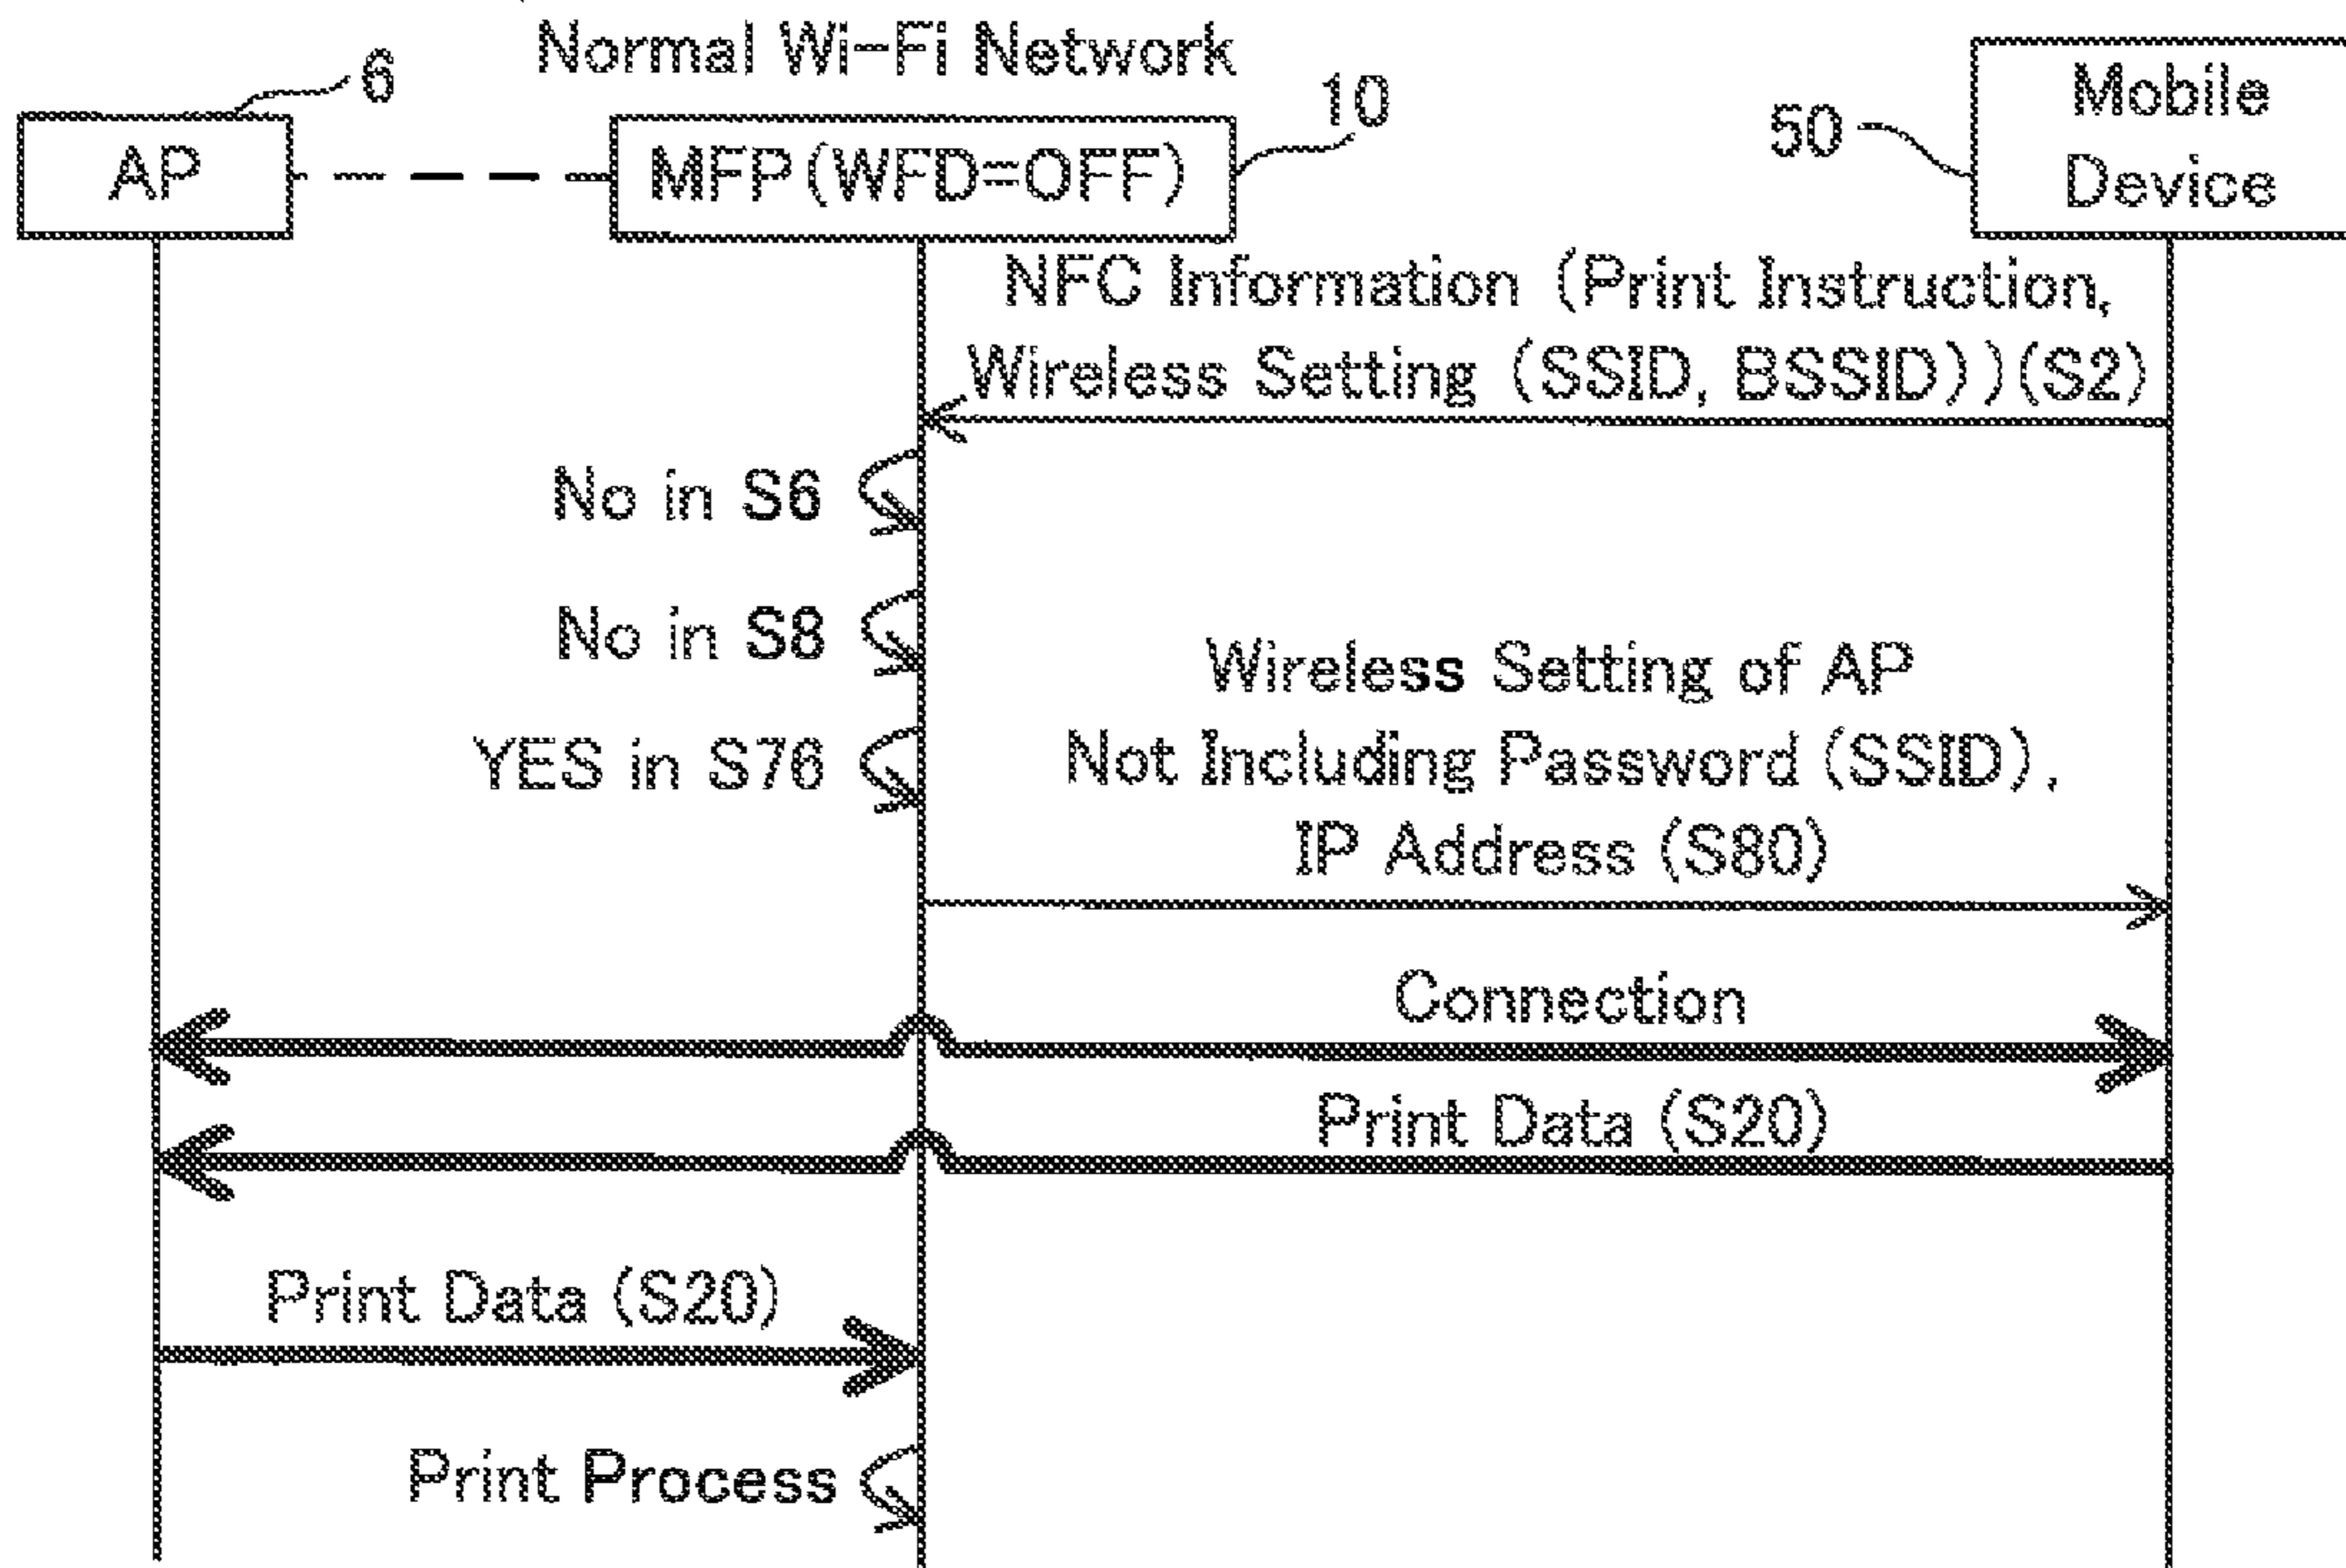 Normal Wi-Fi Network
6
10
50
AP
MFP(WFD=OFF)
Mobile
Device
NFC Information (Print Instruction,
Wireless Setting (SSID, BSSID))(S2)
No in S6
No in S8
YES in S76
Wireless Setting of AP
Not Including Password (SSID),
IP Address (S80)
Connection
Print Data (S20)
Print Data (S20)
Print Process